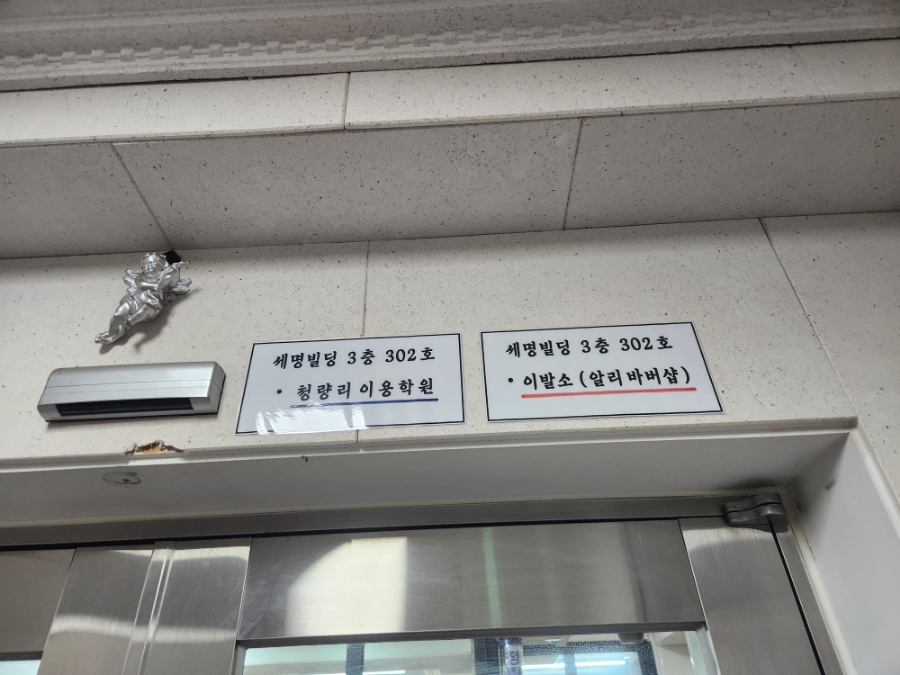 세명빌딩 3층 302호
· 청량리이용학원
세명빌딩 3층 302호
· 이발소(알리바버샵)